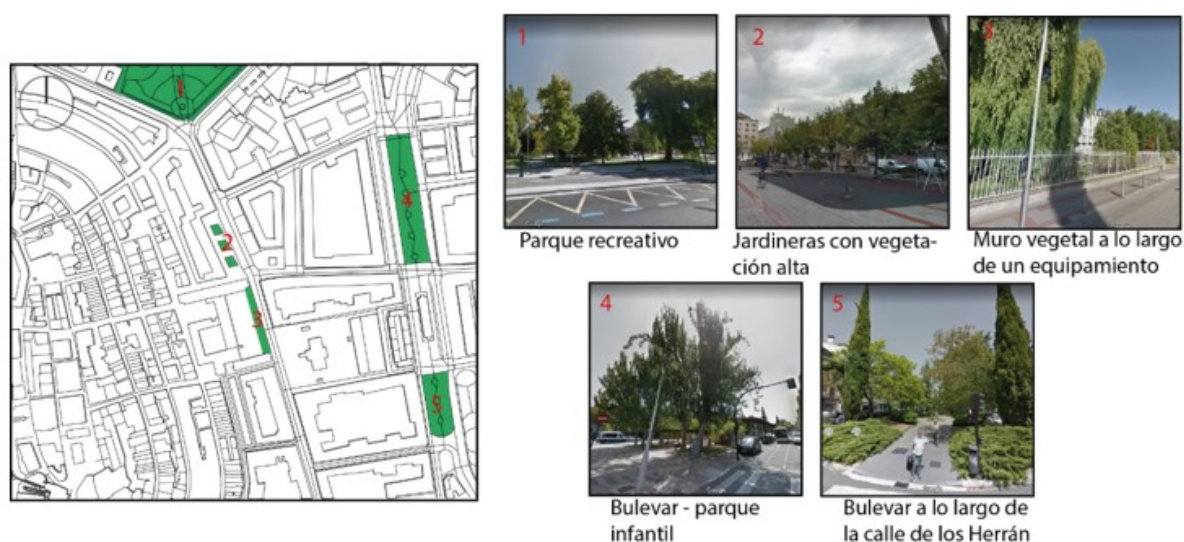 1
2
3
4
5
1
Parque recreativo
2
Jardineras con vegeta-
ción alta
3
Muro vegetal a lo largo
de un equipamiento
4
Bulevar - parque
infantil
5
Bulevar a lo largo de
la calle de los Herrán